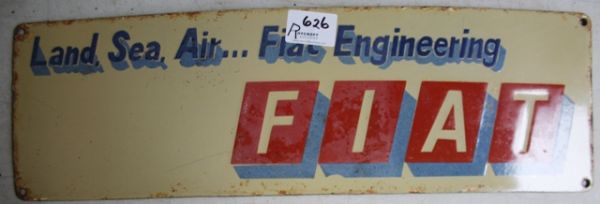 626
Land, Sea, Air... Fiat Engineering
FIAT